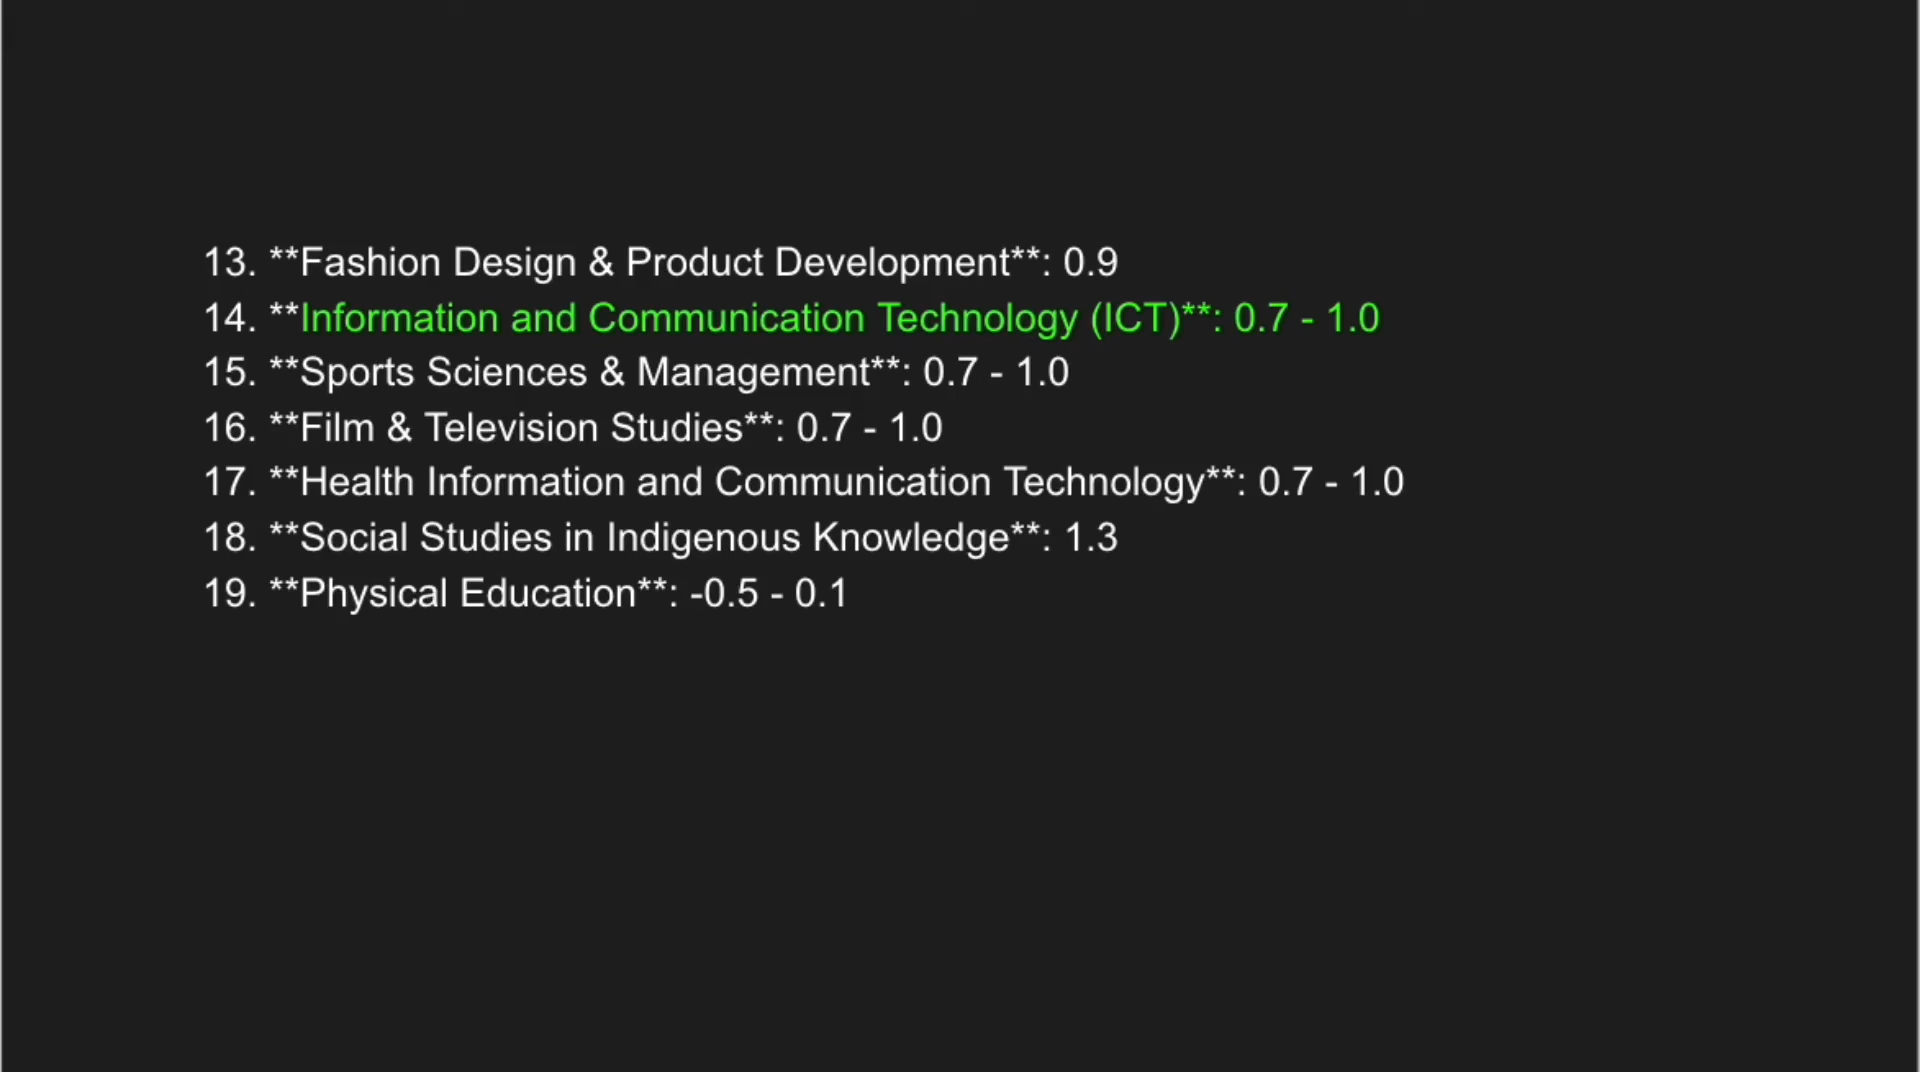 13. **Fashion Design & Product Development**: 0.9
14. **Information and Communication Technology (ICT)**: 0.7 - 1.0
15. **Sports Sciences & Management**: 0.7 - 1.0
16. **Film & Television Studies**: 0.7 - 1.0
17. **Health Information and Communication Technology**: 0.7 - 1.0
18. **Social Studies in Indigenous Knowledge**: 1.3
19. **Physical Education**: -0.5 - 0.1